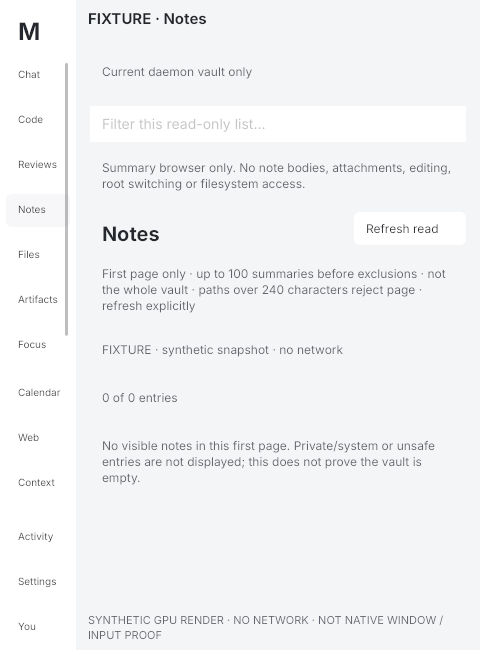 M
Chat
Code
Reviews
Notes
Files
Artifacts
Focus
Calendar
Web
Context
Activity
Settings
You
FIXTURE · Notes
Current daemon vault only
Filter this read-only list...
Summary browser only. No note bodies, attachments, editing,
root switching or filesystem access.
Notes
Refresh read
First page only · up to 100 summaries before exclusions · not
the whole vault · paths over 240 characters reject page ·
refresh explicitly
FIXTURE · synthetic snapshot · no network
0 of 0 entries
No visible notes in this first page. Private/system or unsafe
entries are not displayed; this does not prove the vault is
empty.
SYNTHETIC GPU RENDER · NO NETWORK · NOT NATIVE WINDOW /
INPUT PROOF